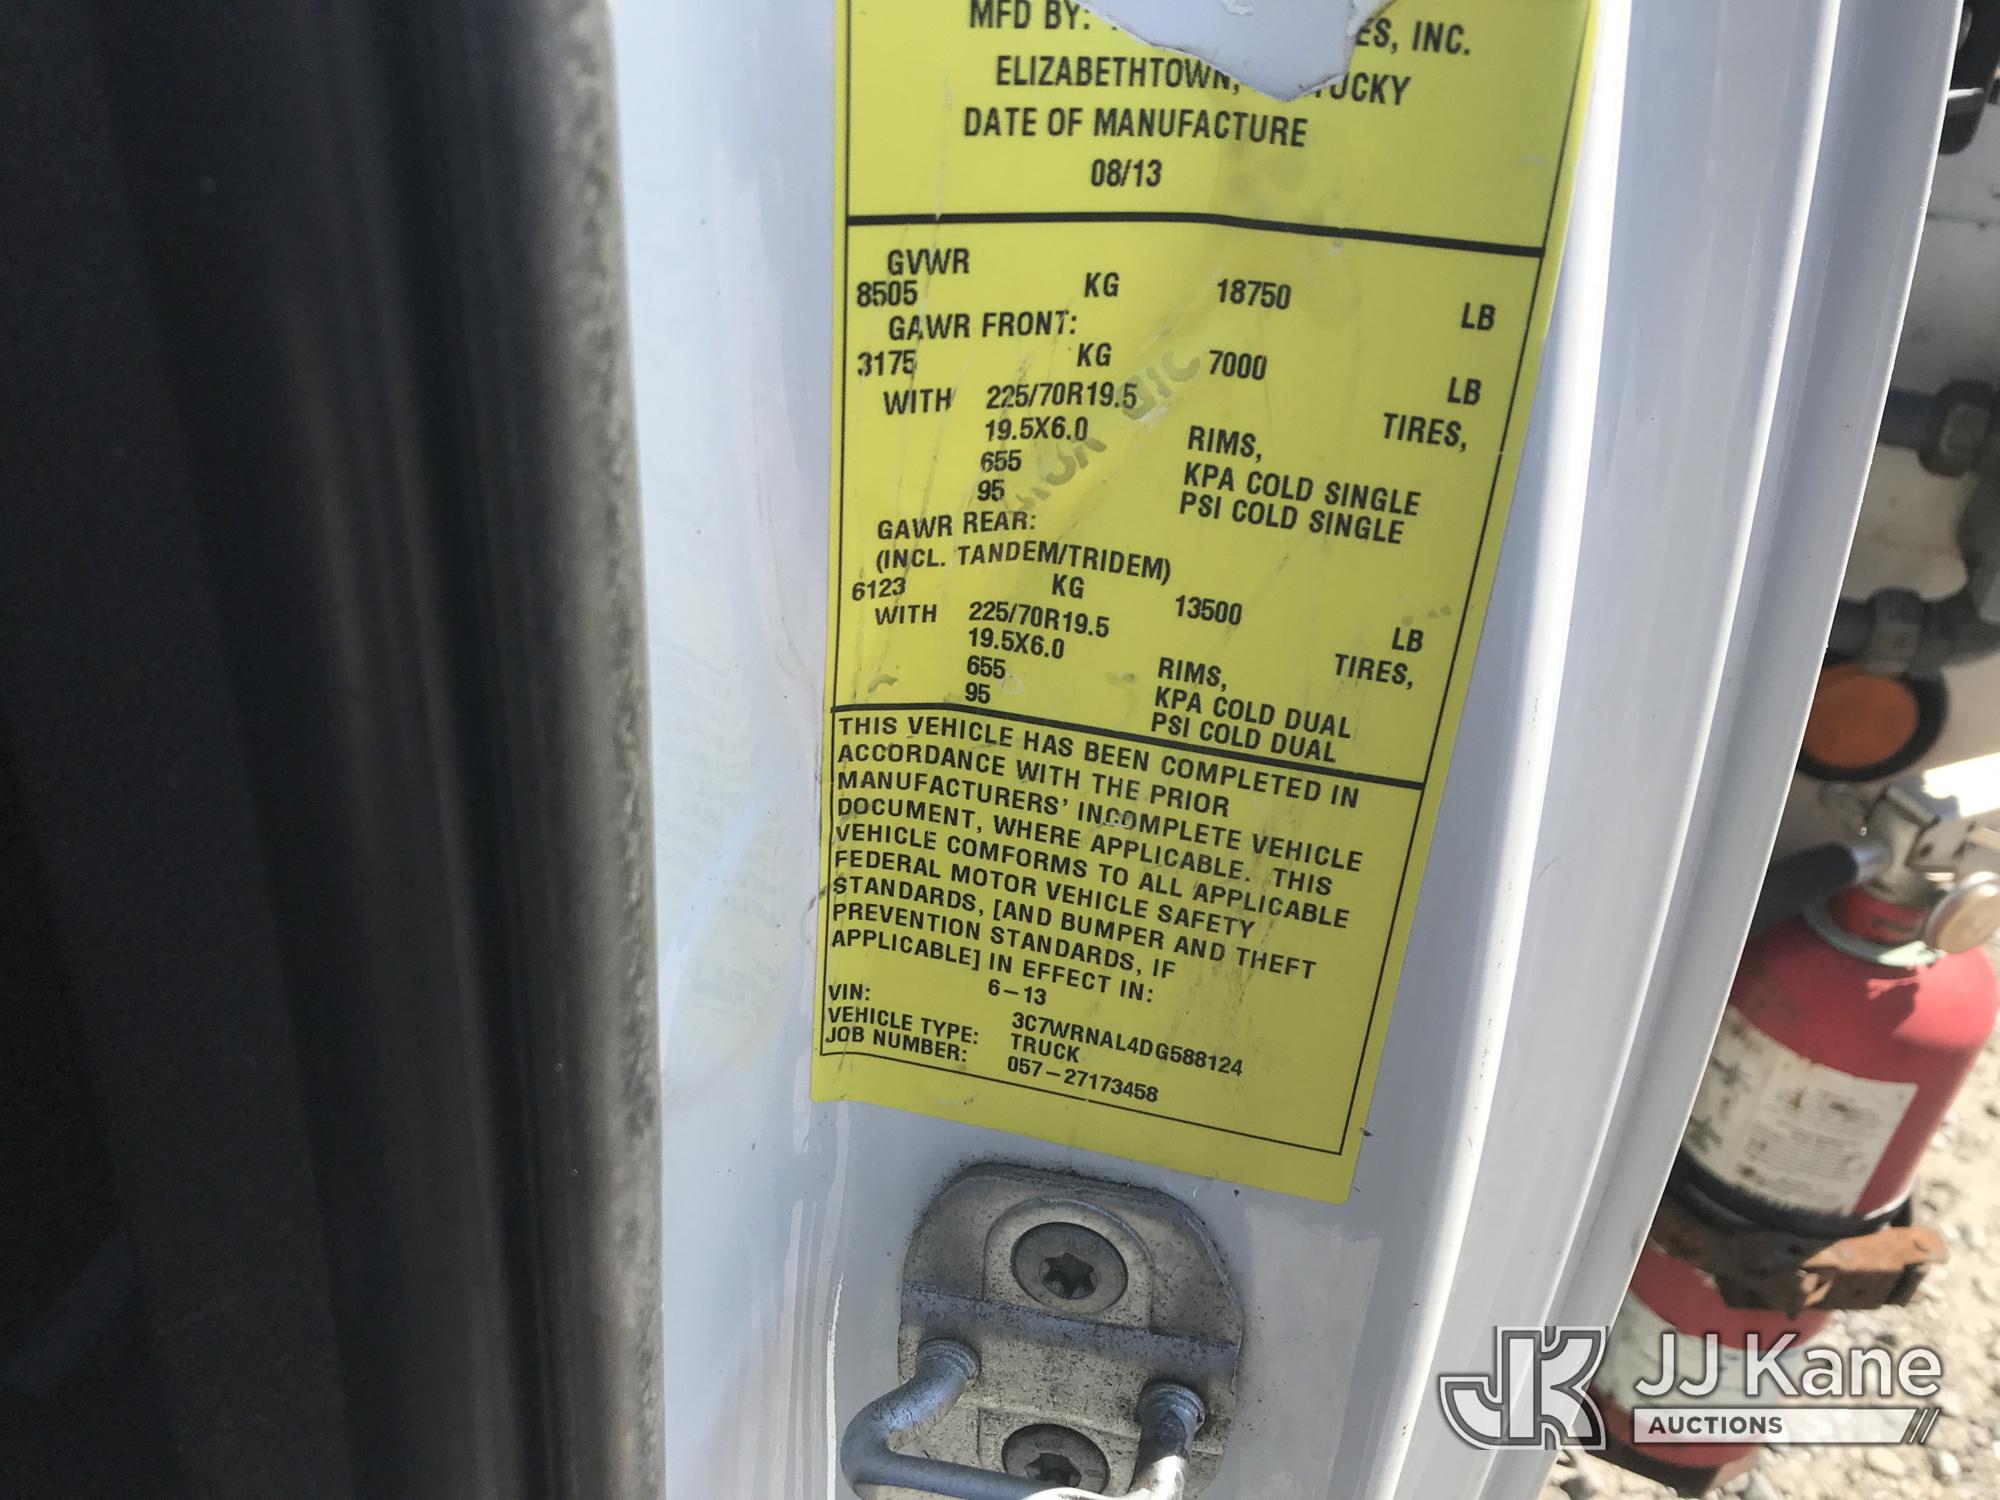 MFD BY: ES, INC.
ELIZABETHTOWN, TUCKY
DATE OF MANUFACTURE
08/13
GVWR
8505 KG 18750 LB
GAWR FRONT:
3175 KG 7000 LB
WITH 225/70R19.5 TIRES,
19.5X6.0 RIMS,
655 KPA COLD SINGLE
95 PSI COLD SINGLE
GAWR REAR:
(INCL. TANDEM/TRIDEM)
6123 KG 13500 LB
WITH 225/70R19.5 TIRES,
19.5X6.0 RIMS,
655 KPA COLD DUAL
95 PSI COLD DUAL
THIS VEHICLE HAS BEEN COMPLETED IN
ACCORDANCE WITH THE PRIOR
MANUFACTURERS' INCOMPLETE VEHICLE
DOCUMENT, WHERE APPLICABLE. THIS
VEHICLE COMFORMS TO ALL APPLICABLE
FEDERAL MOTOR VEHICLE SAFETY
STANDARDS, [AND BUMPER AND THEFT
PREVENTION STANDARDS, IF
APPLICABLE] IN EFFECT IN:
6-13
VIN: 3C7WRNAL4DG588124
VEHICLE TYPE: TRUCK
JOB NUMBER: 057-27173458
JK JJ Kane
AUCTIONS